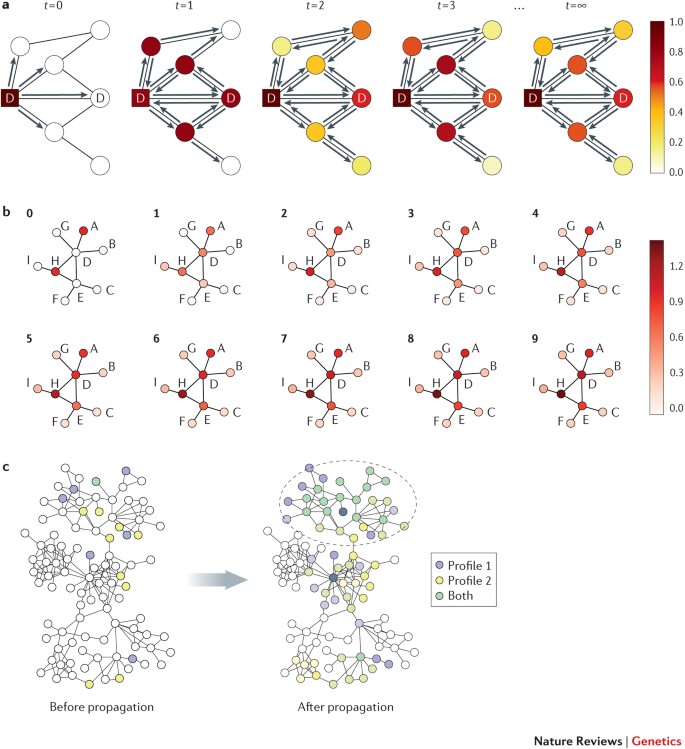 a
t=0
t=1
t=2
t=3
...
t=∞
D
D
D
D
D
D
D
D
D
D
1.0
0.8
0.6
0.4
0.2
0.0
b
0
G
A
B
I
H
D
F
E
C
1
G
A
B
I
H
D
F
E
C
2
G
A
B
I
H
D
F
E
C
3
G
A
B
I
H
D
F
E
C
4
G
A
B
I
H
D
F
E
C
1.2
0.9
0.6
0.3
0.0
5
G
A
B
I
H
D
F
E
C
6
G
A
B
I
H
D
F
E
C
7
G
A
B
I
H
D
F
E
C
8
G
A
B
I
H
D
F
E
C
9
G
A
B
I
H
D
F
E
C
c
Profile 1
Profile 2
Both
Before propagation
After propagation
Nature Reviews | Genetics